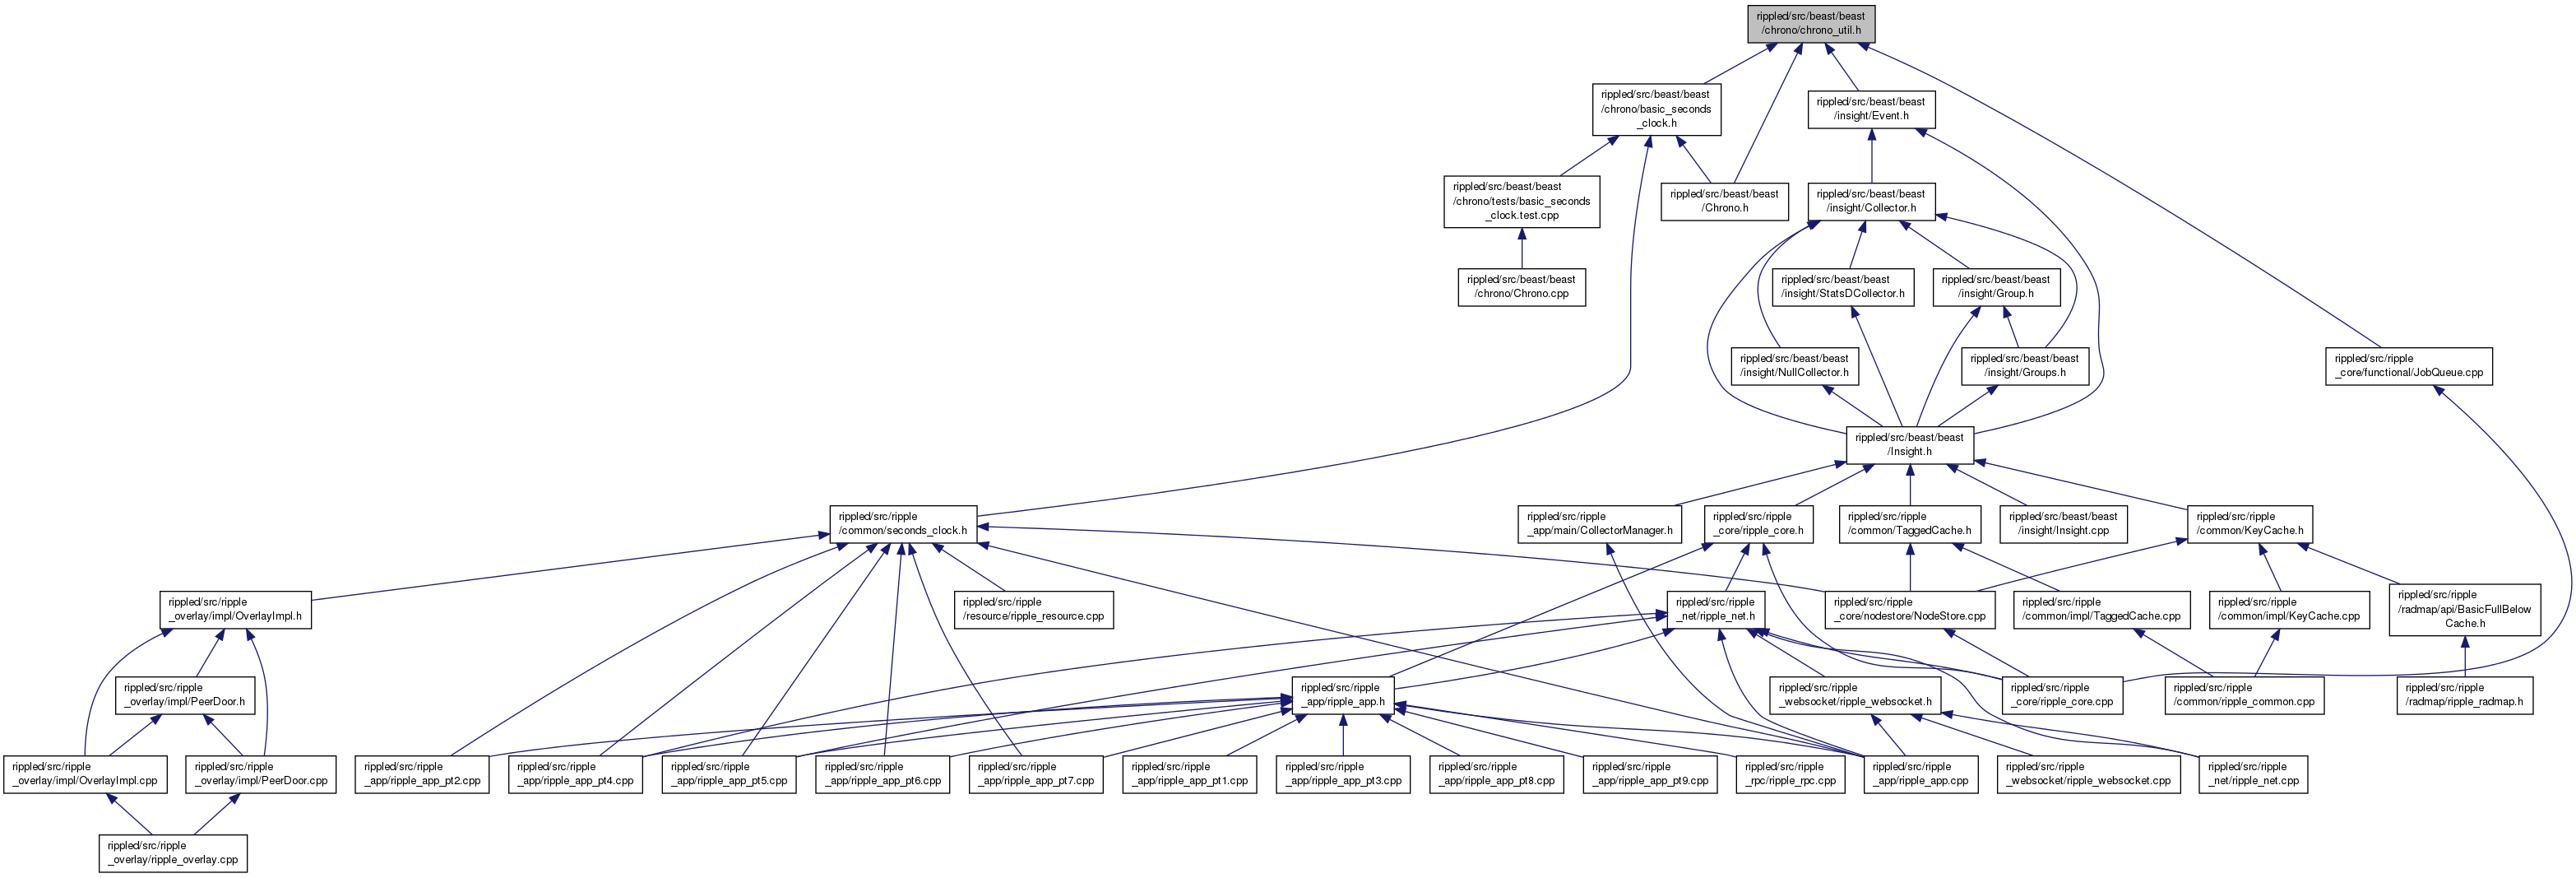 rippled/src/beast/beast
/chrono/chrono_util.h
rippled/src/beast/beast
/chrono/basic_seconds
_clock.h
rippled/src/beast/beast
/insight/Event.h
rippled/src/beast/beast
/chrono/tests/basic_seconds
_clock.test.cpp
rippled/src/beast/beast
/Chrono.h
rippled/src/beast/beast
/insight/Collector.h
rippled/src/beast/beast
/chrono/Chrono.cpp
rippled/src/beast/beast
/insight/StatsDCollector.h
rippled/src/beast/beast
/insight/Group.h
rippled/src/beast/beast
/insight/NullCollector.h
rippled/src/beast/beast
/insight/Groups.h
rippled/src/ripple
_core/functional/JobQueue.cpp
rippled/src/beast/beast
/Insight.h
rippled/src/ripple
/common/seconds_clock.h
rippled/src/ripple
_app/main/CollectorManager.h
rippled/src/ripple
_core/ripple_core.h
rippled/src/ripple
/common/TaggedCache.h
rippled/src/beast/beast
/insight/Insight.cpp
rippled/src/ripple
/common/KeyCache.h
rippled/src/ripple
_overlay/impl/OverlayImpl.h
rippled/src/ripple
/resource/ripple_resource.cpp
rippled/src/ripple
_net/ripple_net.h
rippled/src/ripple
_core/nodestore/NodeStore.cpp
rippled/src/ripple
/common/impl/TaggedCache.cpp
rippled/src/ripple
/common/impl/KeyCache.cpp
rippled/src/ripple
/radmap/api/BasicFullBelow
Cache.h
rippled/src/ripple
_overlay/impl/PeerDoor.h
rippled/src/ripple
_app/ripple_app.h
rippled/src/ripple
_websocket/ripple_websocket.h
rippled/src/ripple
_core/ripple_core.cpp
rippled/src/ripple
/common/ripple_common.cpp
rippled/src/ripple
/radmap/ripple_radmap.h
rippled/src/ripple
_overlay/impl/OverlayImpl.cpp
rippled/src/ripple
_overlay/impl/PeerDoor.cpp
rippled/src/ripple
_app/ripple_app_pt2.cpp
rippled/src/ripple
_app/ripple_app_pt4.cpp
rippled/src/ripple
_app/ripple_app_pt5.cpp
rippled/src/ripple
_app/ripple_app_pt6.cpp
rippled/src/ripple
_app/ripple_app_pt7.cpp
rippled/src/ripple
_app/ripple_app_pt1.cpp
rippled/src/ripple
_app/ripple_app_pt3.cpp
rippled/src/ripple
_app/ripple_app_pt8.cpp
rippled/src/ripple
_app/ripple_app_pt9.cpp
rippled/src/ripple
_rpc/ripple_rpc.cpp
rippled/src/ripple
_app/ripple_app.cpp
rippled/src/ripple
_websocket/ripple_websocket.cpp
rippled/src/ripple
_net/ripple_net.cpp
rippled/src/ripple
_overlay/ripple_overlay.cpp